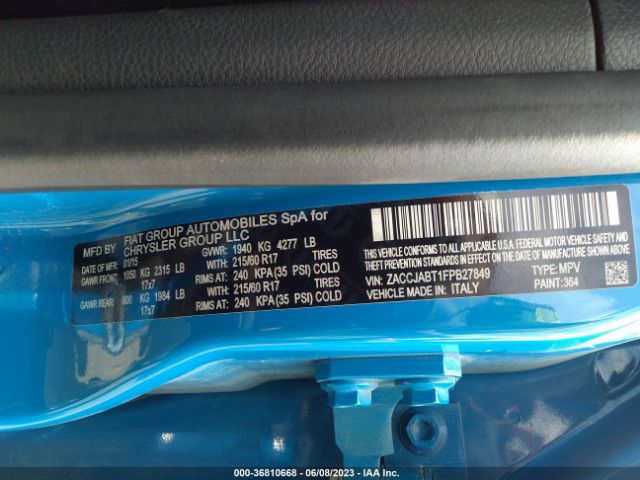 MFD BY FIAT GROUP AUTOMOBILES SpA for
CHRYSLER GROUP LLC
DATE OF MFR 01/15 GVWR: 1940 KG 4277 LB
GAWR FRONT: 1050 KG 2315 LB WITH: 215/60 R17 TIRES
17x7 RIMS AT: 240 KPA(35 PSI) COLD
GAWR REAR: 900 KG 1984 LB WITH: 215/60 R17 TIRES
17x7 RIMS AT: 240 KPA(35 PSI) COLD
THIS VEHICLE CONFORMS TO ALL APPLICABLE FEDERAL MOTOR VEHICLE SAFETY,
BUMPER, AND THEFT PREVENTION STANDARDS IN EFFECT ON THE DATE OF MANUFACTURE SHOWN ABOVE.
VIN: ZACCJABT1FPB27849 TYPE: MPV
VEHICLE MADE IN: ITALY PAINT: 364
000-36810668 - 06/08/2023 - IAA Inc.